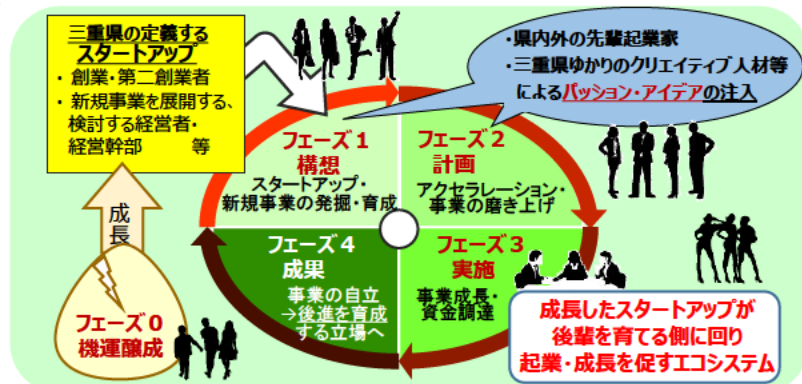 三重県の定義する
スタートアップ
・ 創業・第二創業者
・ 新規事業を展開する、
検討する経営者・
経営幹部　　等
・県内外の先輩起業家
・三重県ゆかりのクリエイティブ人材等
によるパッション・アイデアの注入
フェーズ１
構想
スタートアップ・
新規事業の発掘・育成
フェーズ２
計画
アクセラレーション・
事業の磨き上げ
フェーズ３
実施
事業成長・
資金調達
フェーズ４
成果
事業の自立
→後進を育成
する立場へ
成長
フェーズ０
機運醸成
成長したスタートアップが
後輩を育てる側に回り
起業・成長を促すエコシステム